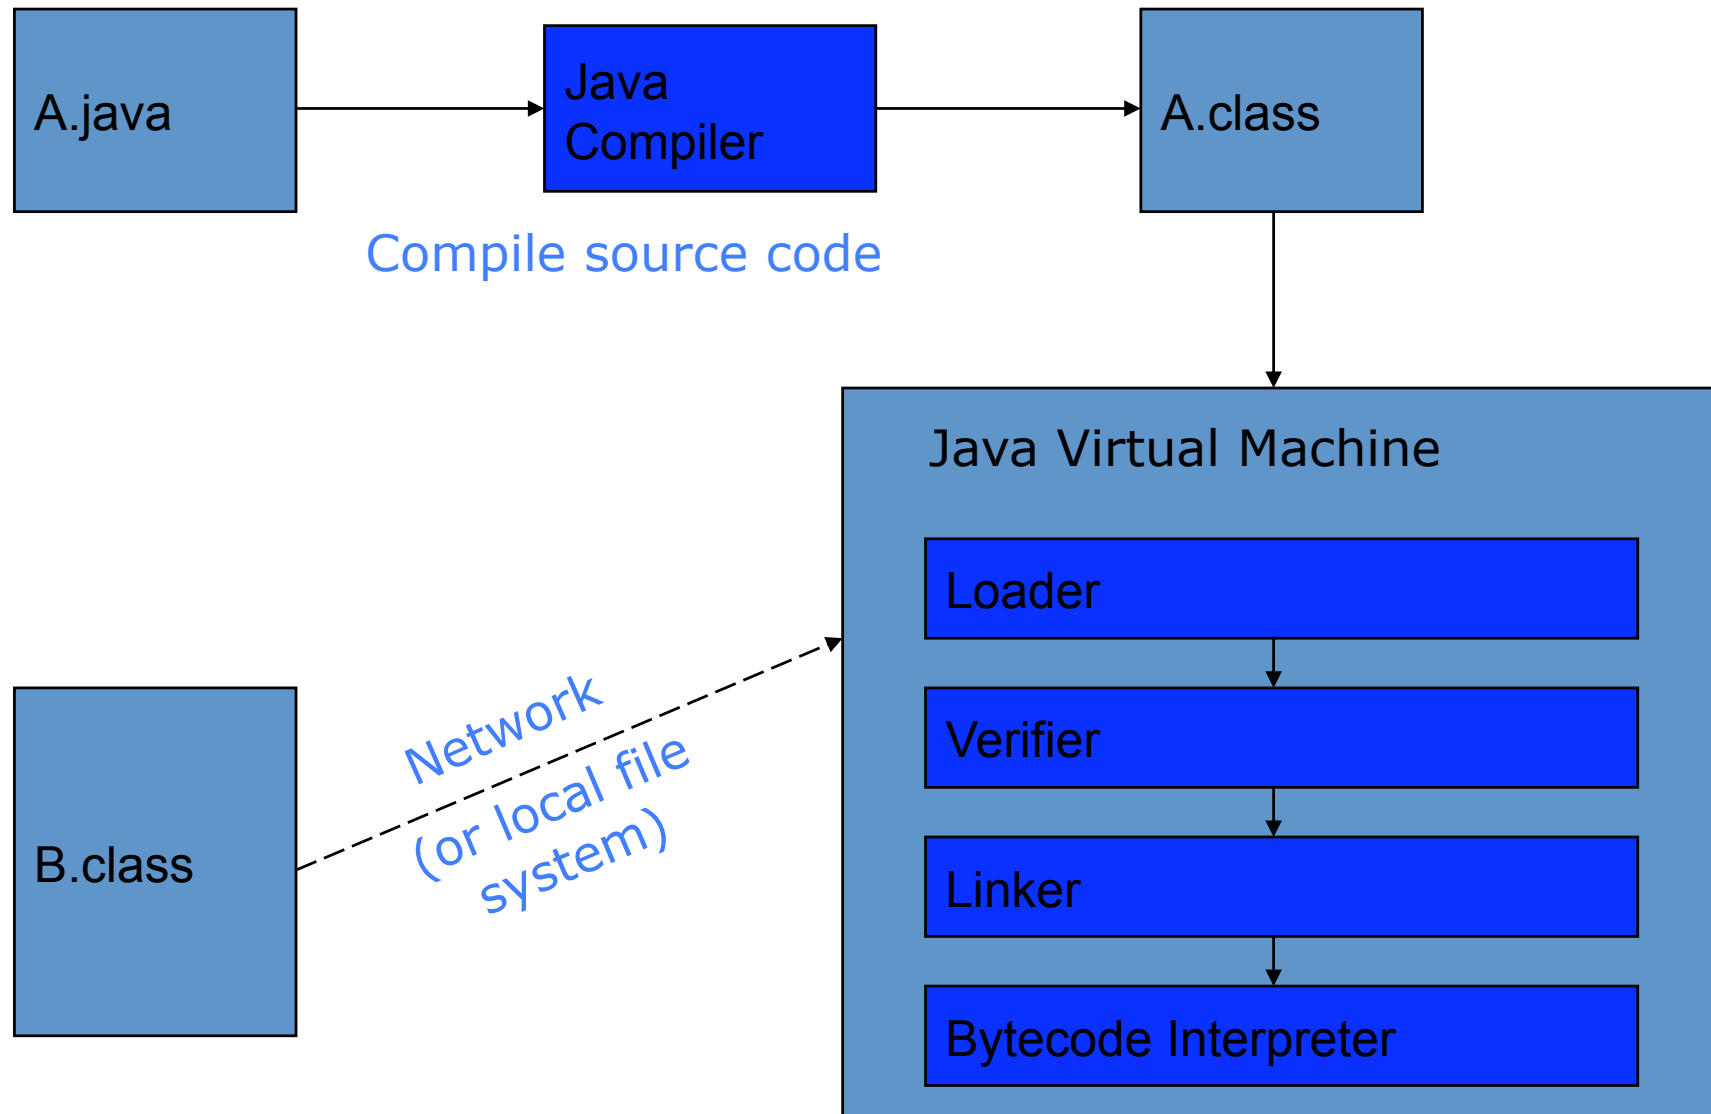 A.java
Java
Compiler
A.class
Compile source code
Java Virtual Machine
Loader
Verifier
Linker
Bytecode Interpreter
B.class
Network
(or local file
system)